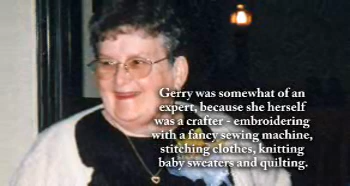 Gerry was somewhat of an
expert, because she herself
was a crafter - embroidering
with a fancy sewing machine,
stitching clothes, knitting
baby sweaters and quilting.